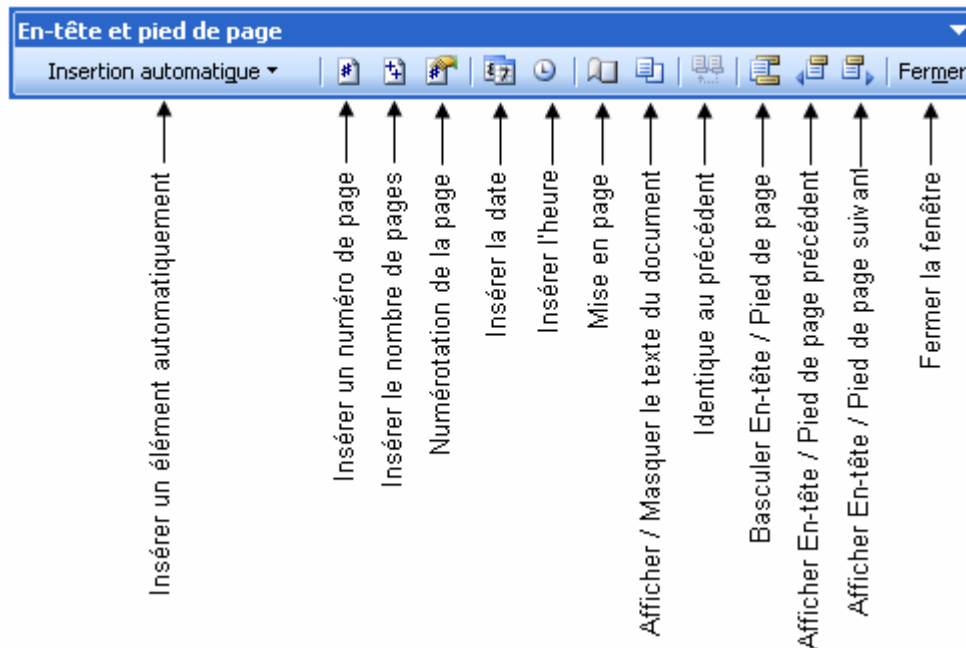 En-tête et pied de page
Insertion automatique
Fermer
Insérer un élément automatiquement
Insérer un numéro de page
Insérer le nombre de pages
Numérotation de la page
Insérer la date
Insérer l'heure
Mise en page
Afficher / Masquer le texte du document
Identique au précédent
Basculer En-tête / Pied de page
Afficher En-tête / Pied de page précédent
Afficher En-tête / Pied de page suivant
Fermer la fenêtre